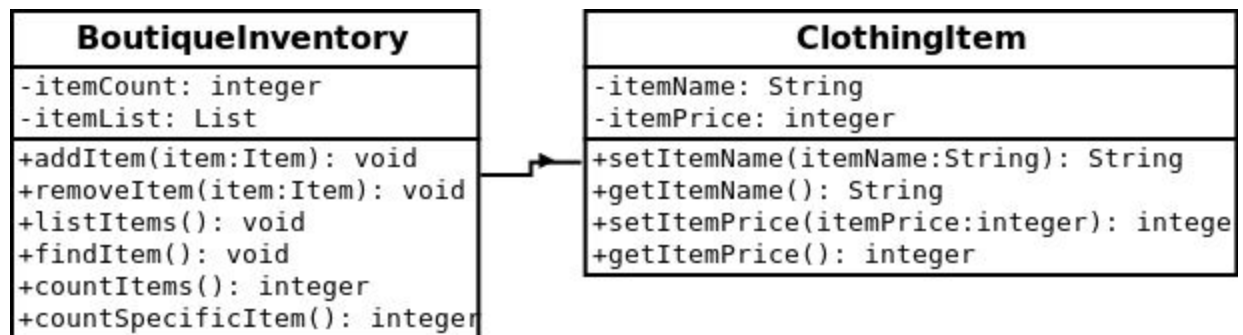 BoutiqueInventory
-itemCount: integer
-itemList: List
+addItem(item:Item): void
+removeItem(item:Item): void
+listItems(): void
+findItem(): void
+countItems(): integer
+countSpecificItem(): integer
ClothingItem
-itemName: String
-itemPrice: integer
+setItemName(itemName:String): String
+getItemName(): String
+setItemPrice(itemPrice:integer): intege
+getItemPrice(): integer